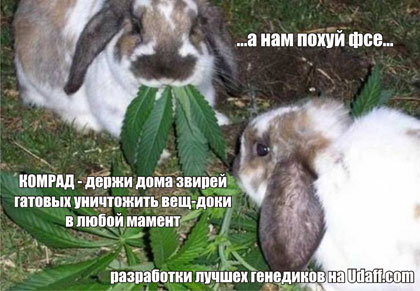 ...а нам похуй фсе...
КОМРАД - держи дома звирей
гатовых уничтожить вещ-доки
в любой мамент
разработки лучшех генедиков на Udaff.com